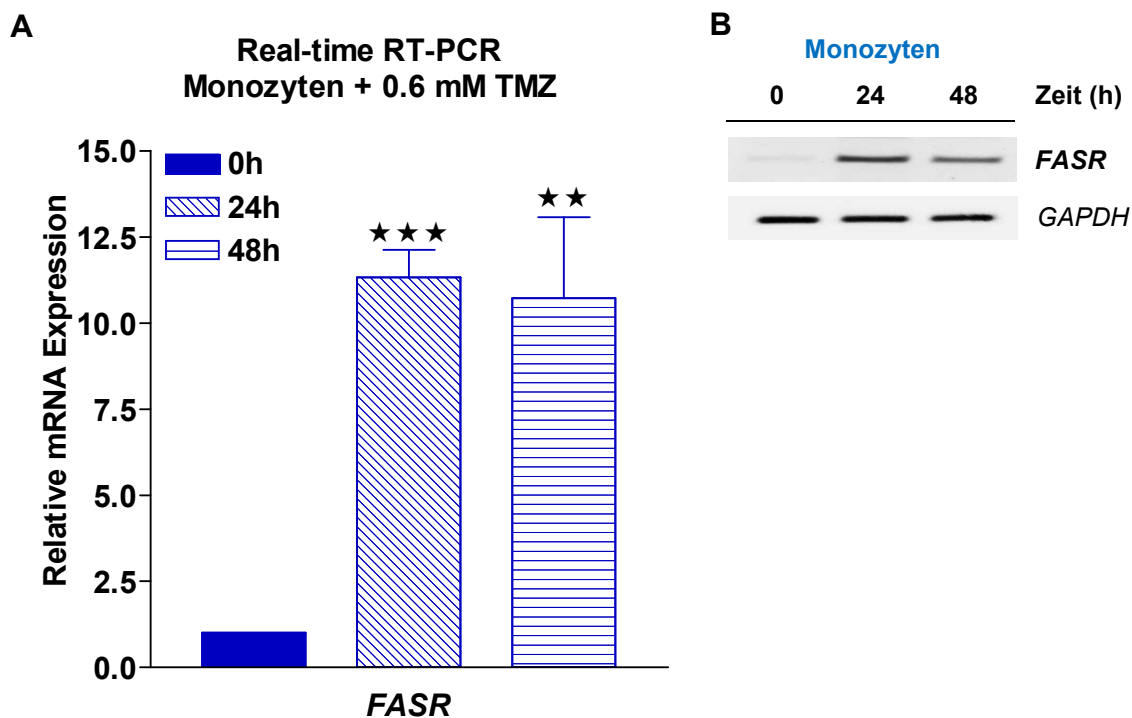 A
Real-time RT-PCR
Monozyten + 0.6 mM TMZ
Relative mRNA Expression
15.0
12.5
10.0
7.5
5.0
2.5
0.0
0h
24h
48h
★★★
★★
FASR
B
Monozyten
0 24 48 Zeit (h)
FASR
GAPDH